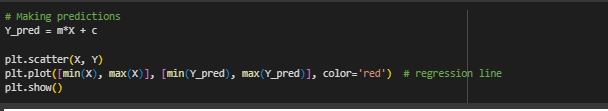 # Making predictions
Y_pred = m*X + c
plt.scatter(X, Y)
plt.plot([min(X), max(X)], [min(Y_pred), max(Y_pred)], color='red')  # regression line
plt.show()